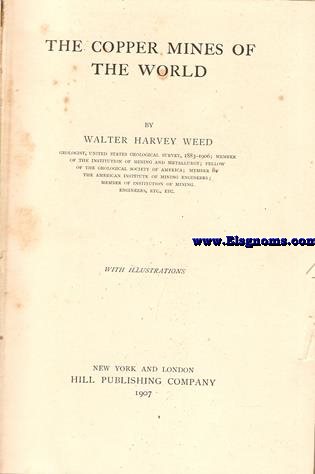 THE COPPER MINES OF
THE WORLD
BY
WALTER HARVEY WEED
GEOLOGIST, UNITED STATES GEOLOGICAL SURVEY, 1883-1906; MEMBER
OF THE INSTITUTION OF MINING AND METALLURGY; FELLOW
OF THE GEOLOGICAL SOCIETY OF AMERICA; MEMBER OF
THE AMERICAN INSTITUTE OF MINING ENGINEERS;
MEMBER OF INSTITUTION OF MINING
ENGINEERS, ETC., ETC.
www.Elsgnoms.com
WITH ILLUSTRATIONS
NEW YORK AND LONDON
HILL PUBLISHING COMPANY
1907